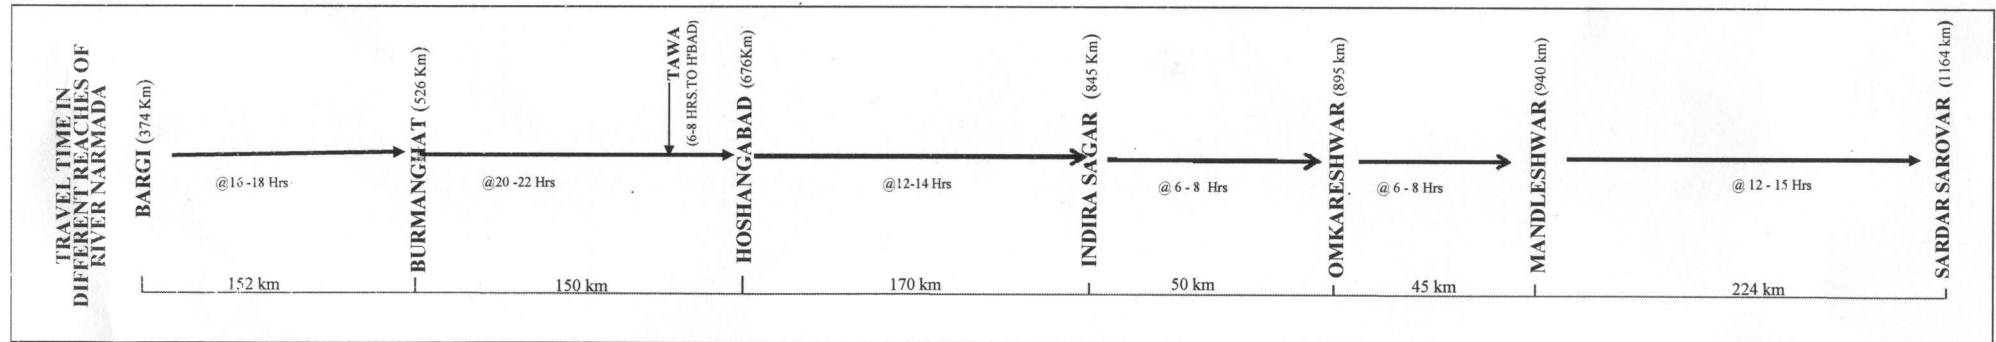 TRAVEL TIME IN
DIFFERENT REACHES OF
RIVER NARMADA
BARGI (374 Km)
@16 -18 Hrs
BURMANGHAT (526 Km)
@20 -22 Hrs
TAWA
(6-8 HRS.TO H'BAD)
HOSHANGABAD (676Km)
@12-14 Hrs
INDIRA SAGAR (845 Km)
@ 6 - 8 Hrs
OMKARESHWAR (895 km)
@ 6 - 8 Hrs
MANDLESHWAR (940 km)
@ 12 - 15 Hrs
SARDAR SAROVAR (1164 km)
152 km
150 km
170 km
50 km
45 km
224 km